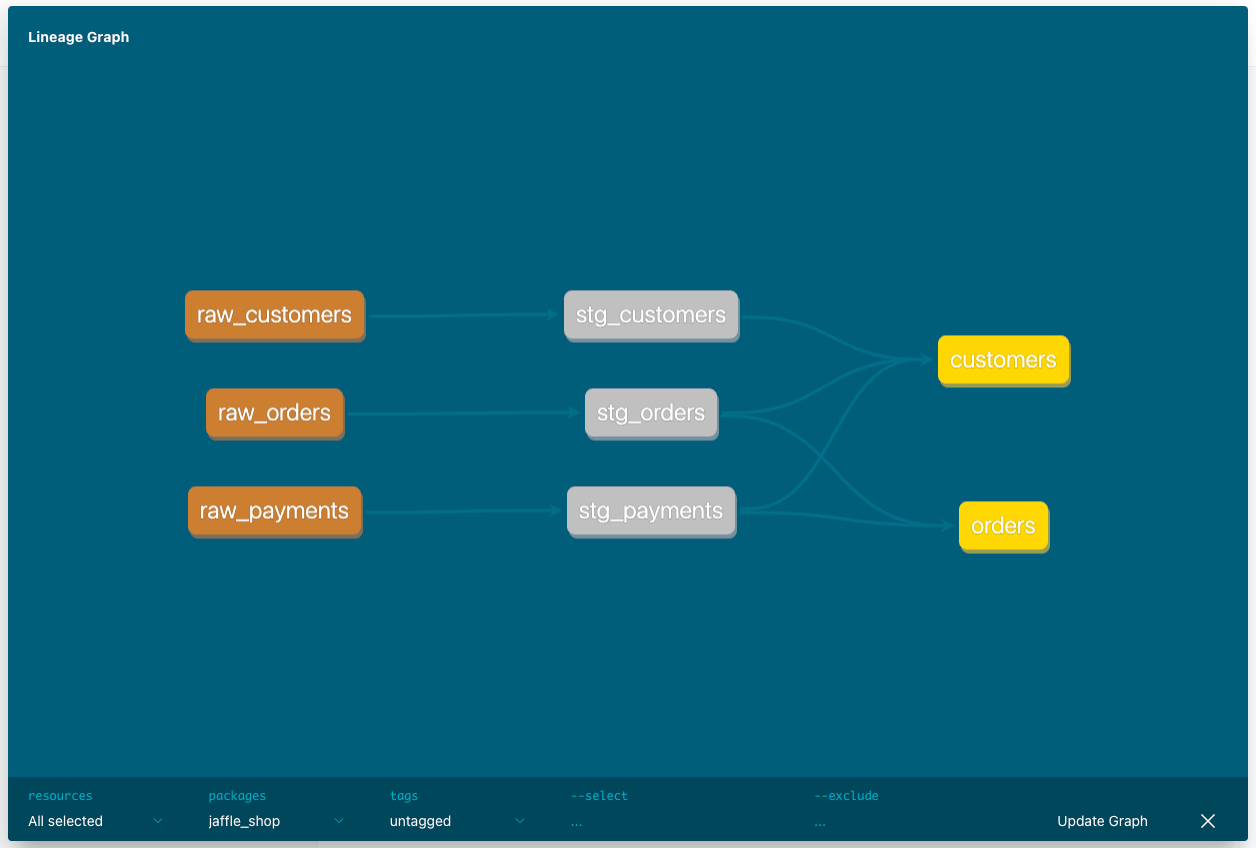 Lineage Graph
raw_customers
stg_customers
customers
raw_orders
stg_orders
raw_payments
stg_payments
orders
resources
packages
tags
--select
--exclude
All selected
jaffle_shop
untagged
...
...
Update Graph